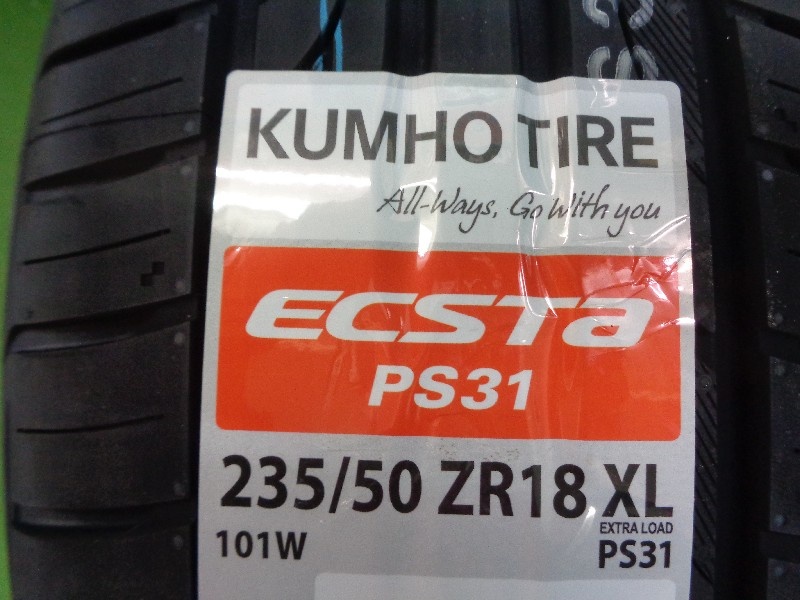 KUMHO TIRE
All-Ways, Go With you
ECSTa
PS31
235/50 ZR18 XL
EXTRA LOAD
101W PS31